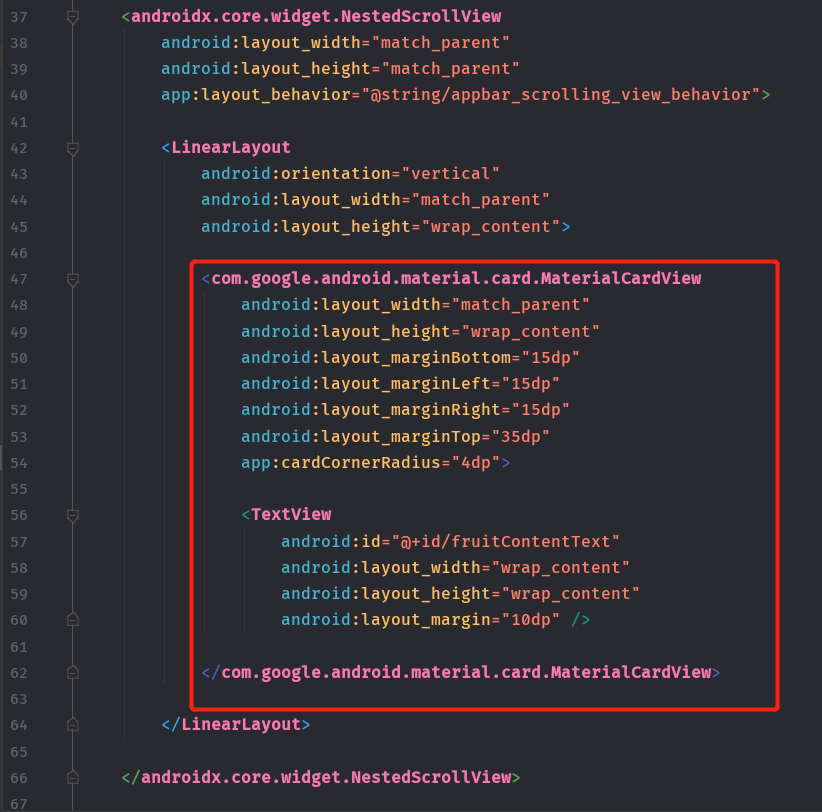 37 <androidx.core.widget.NestedScrollView
38 android:layout_width="match_parent"
39 android:layout_height="match_parent"
40 app:layout_behavior="@string/appbar_scrolling_view_behavior">
41
42 <LinearLayout
43 android:orientation="vertical"
44 android:layout_width="match_parent"
45 android:layout_height="wrap_content">
46
47 <com.google.android.material.card.MaterialCardView
48 android:layout_width="match_parent"
49 android:layout_height="wrap_content"
50 android:layout_marginBottom="15dp"
51 android:layout_marginLeft="15dp"
52 android:layout_marginRight="15dp"
53 android:layout_marginTop="35dp"
54 app:cardCornerRadius="4dp">
55
56 <TextView
57 android:id="@+id/fruitContentText"
58 android:layout_width="wrap_content"
59 android:layout_height="wrap_content"
60 android:layout_margin="10dp" />
61
62 </com.google.android.material.card.MaterialCardView>
63
64 </LinearLayout>
65
66 </androidx.core.widget.NestedScrollView>
67